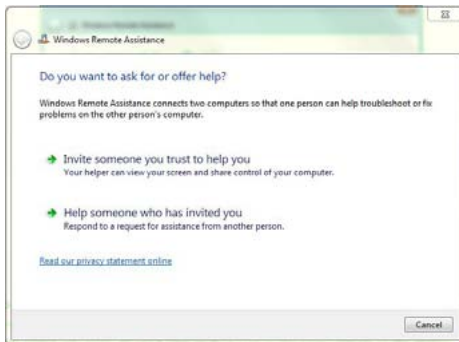 Windows Remote Assistance
Do you want to ask for or offer help?
Windows Remote Assistance connects two computers so that one person can help troubleshoot or fix
problems on the other person's computer.
Invite someone you trust to help you
Your helper can view your screen and share control of your computer.
Help someone who has invited you
Respond to a request for assistance from another person.
Read our privacy statement online
Cancel